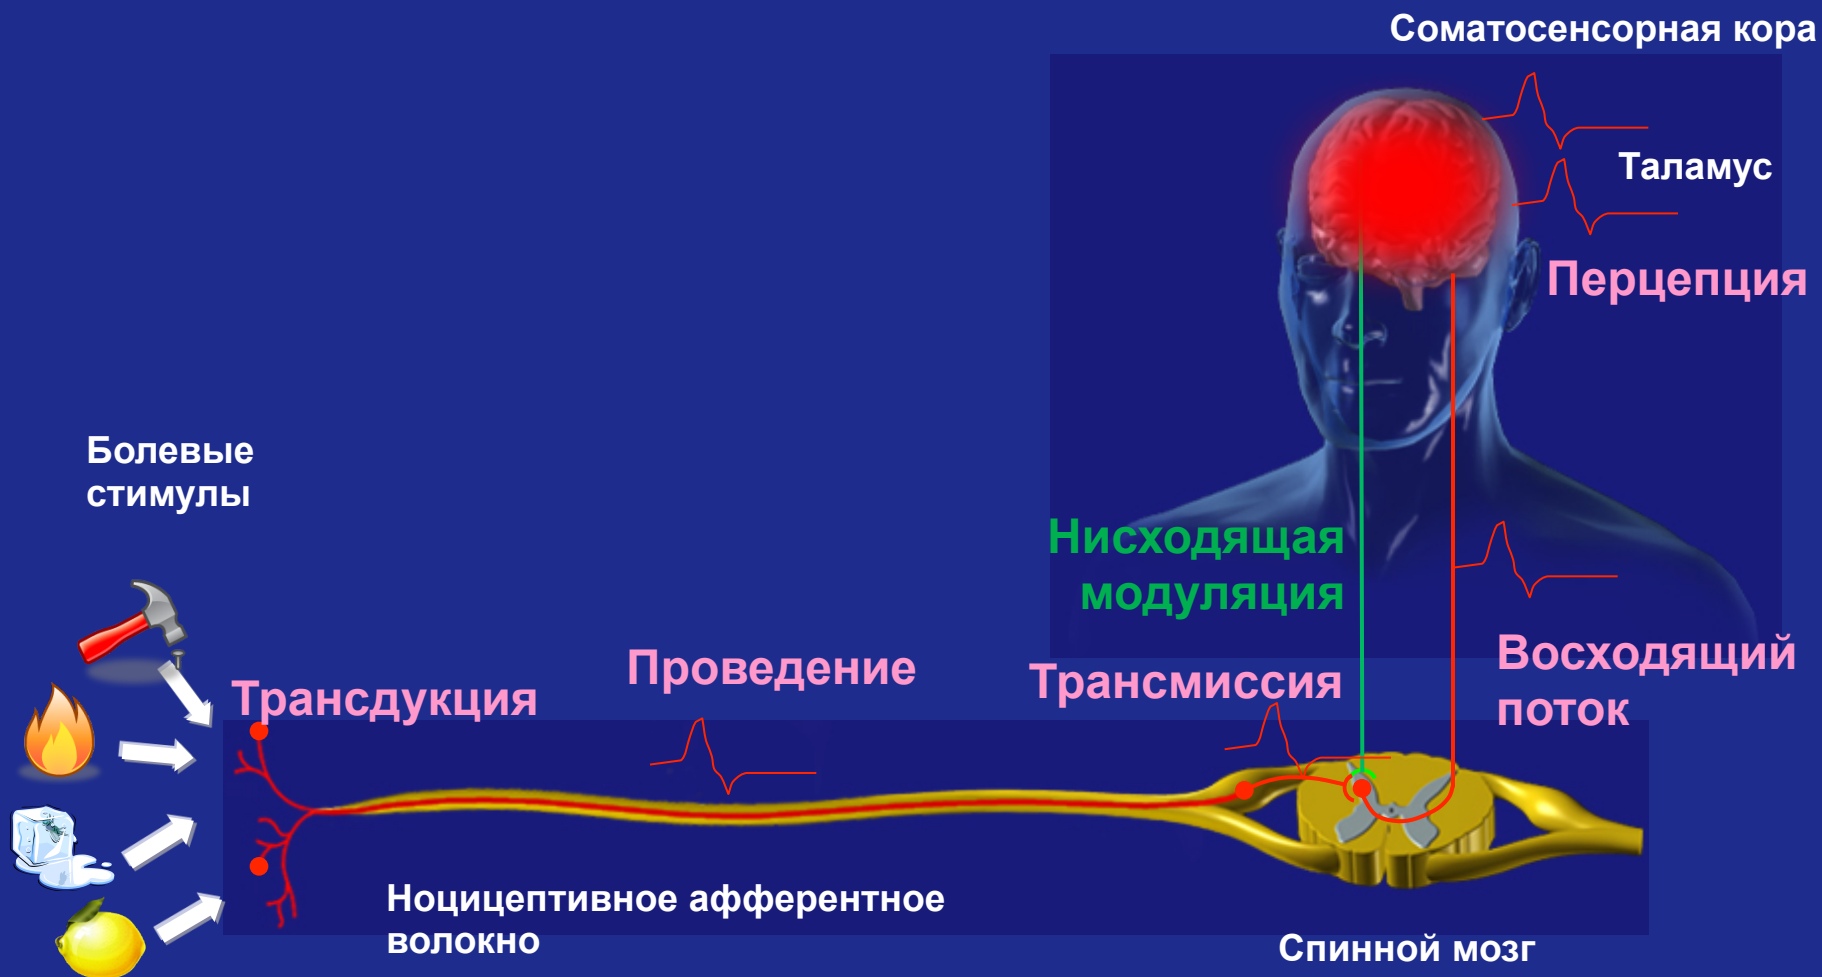 Соматосенсорная кора
Таламус
Перцепция
Болевые
стимулы
Нисходящая
модуляция
Восходящий
поток
Трансдукция
Проведение
Трансмиссия
Ноцицептивное афферентное
волокно
Спинной мозг